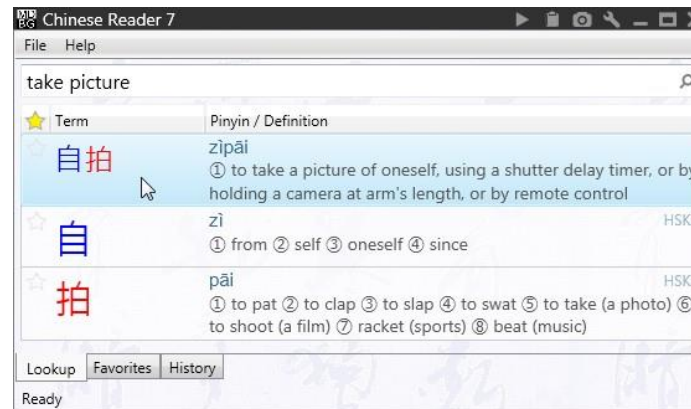 MDBG Chinese Reader 7
File Help
take picture
Term Pinyin / Definition
自拍 zìpāi
① to take a picture of oneself, using a shutter delay timer, or by
holding a camera at arm's length, or by remote control
自 zì HSK
① from ② self ③ oneself ④ since
拍 pāi HSK
① to pat ② to clap ③ to slap ④ to swat ⑤ to take (a photo) ⑥
to shoot (a film) ⑦ racket (sports) ⑧ beat (music)
Lookup Favorites History
Ready